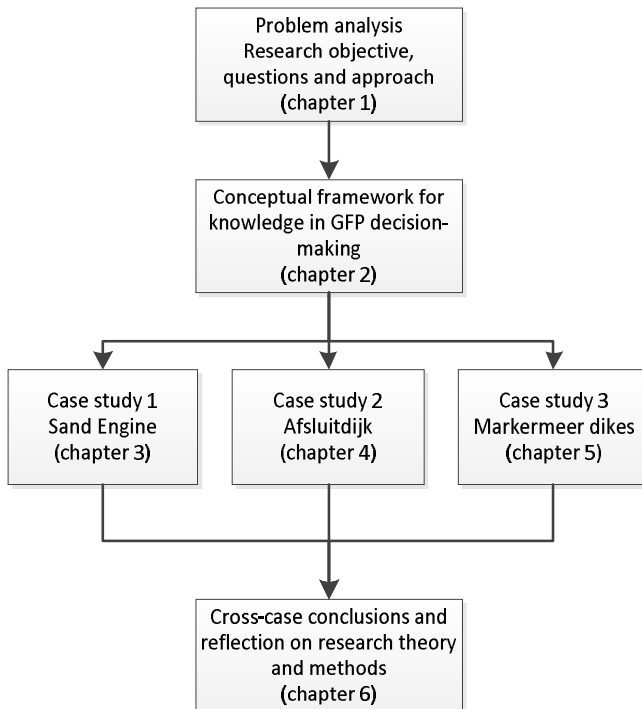 Problem analysis
Research objective,
questions and approach
(chapter 1)
Conceptual framework for
knowledge in GFP decision-
making
(chapter 2)
Case study 1
Sand Engine
(chapter 3)
Case study 2
Afsluitdijk
(chapter 4)
Case study 3
Markermeer dikes
(chapter 5)
Cross-case conclusions and
reflection on research theory
and methods
(chapter 6)